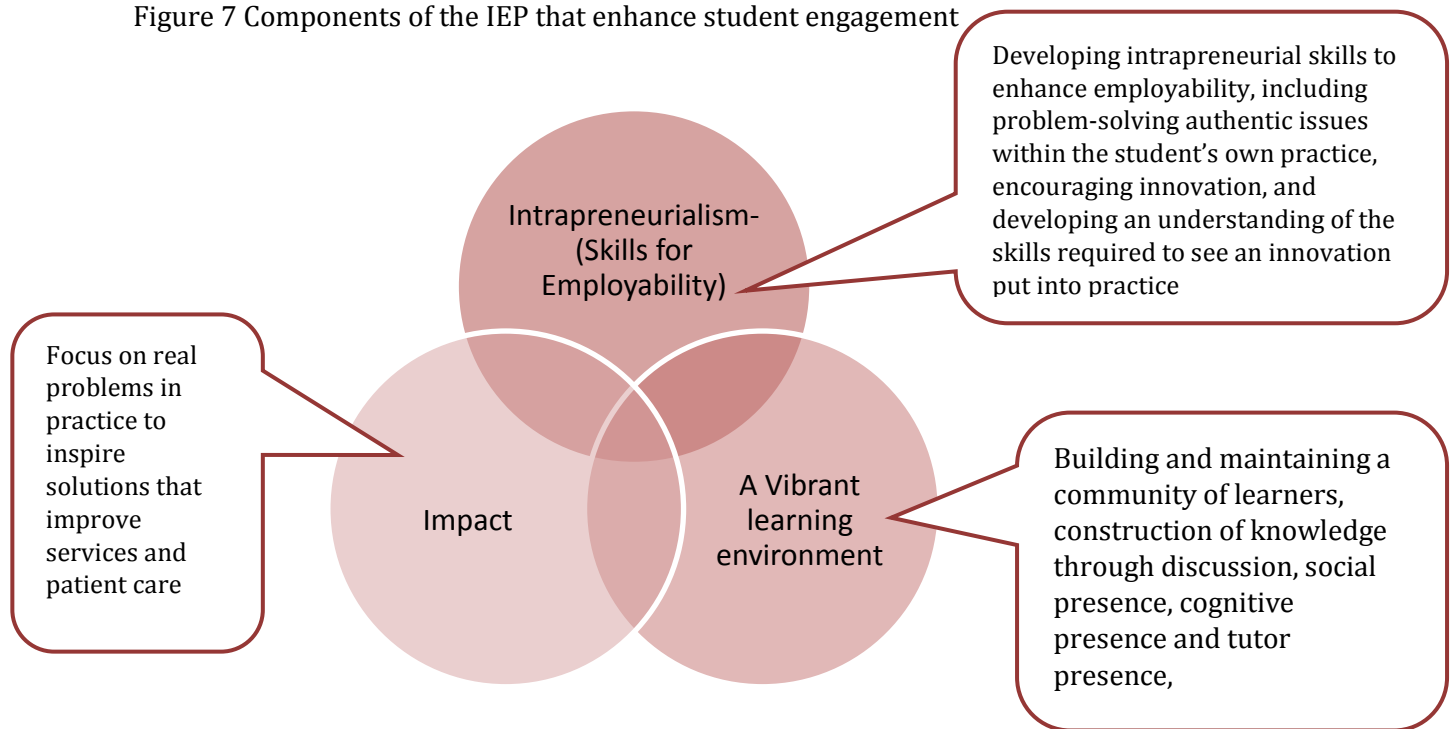 Figure 7 Components of the IEP that enhance student engagement
Developing intrapreneurial skills to
enhance employability, including
problem-solving authentic issues
within the student’s own practice,
encouraging innovation, and
developing an understanding of the
skills required to see an innovation
put into practice
Intrapreneurialism-
(Skills for
Employability)
Focus on real
problems in
practice to
inspire
solutions that
improve
services and
patient care
Impact
A Vibrant
learning
environment
Building and maintaining a
community of learners,
construction of knowledge
through discussion, social
presence, cognitive
presence and tutor
presence,